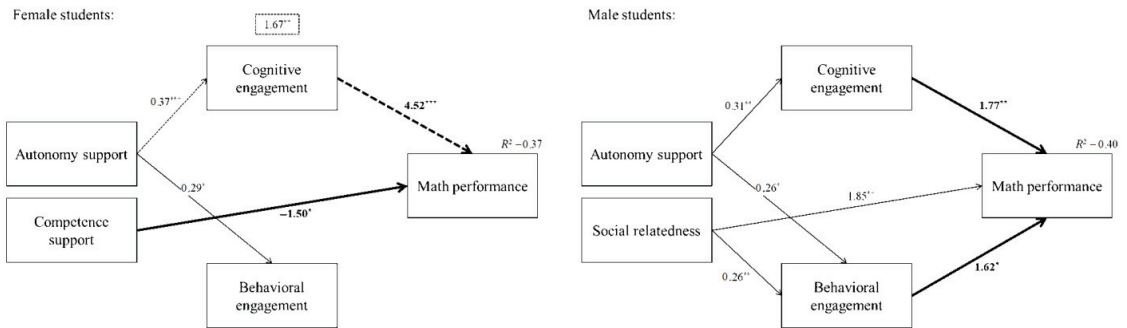 Female students:
1.67**
Cognitive
engagement
0.37**
4.52***
Autonomy support
R² –0.37
Math performance
0.29*
–1.50*
Competence
support
Behavioral
engagement
Male students:
Cognitive
engagement
0.31**
1.77**
Autonomy support
R² –0.40
Math performance
0.26*
1.85**
Social relatedness
0.26**
1.62*
Behavioral
engagement